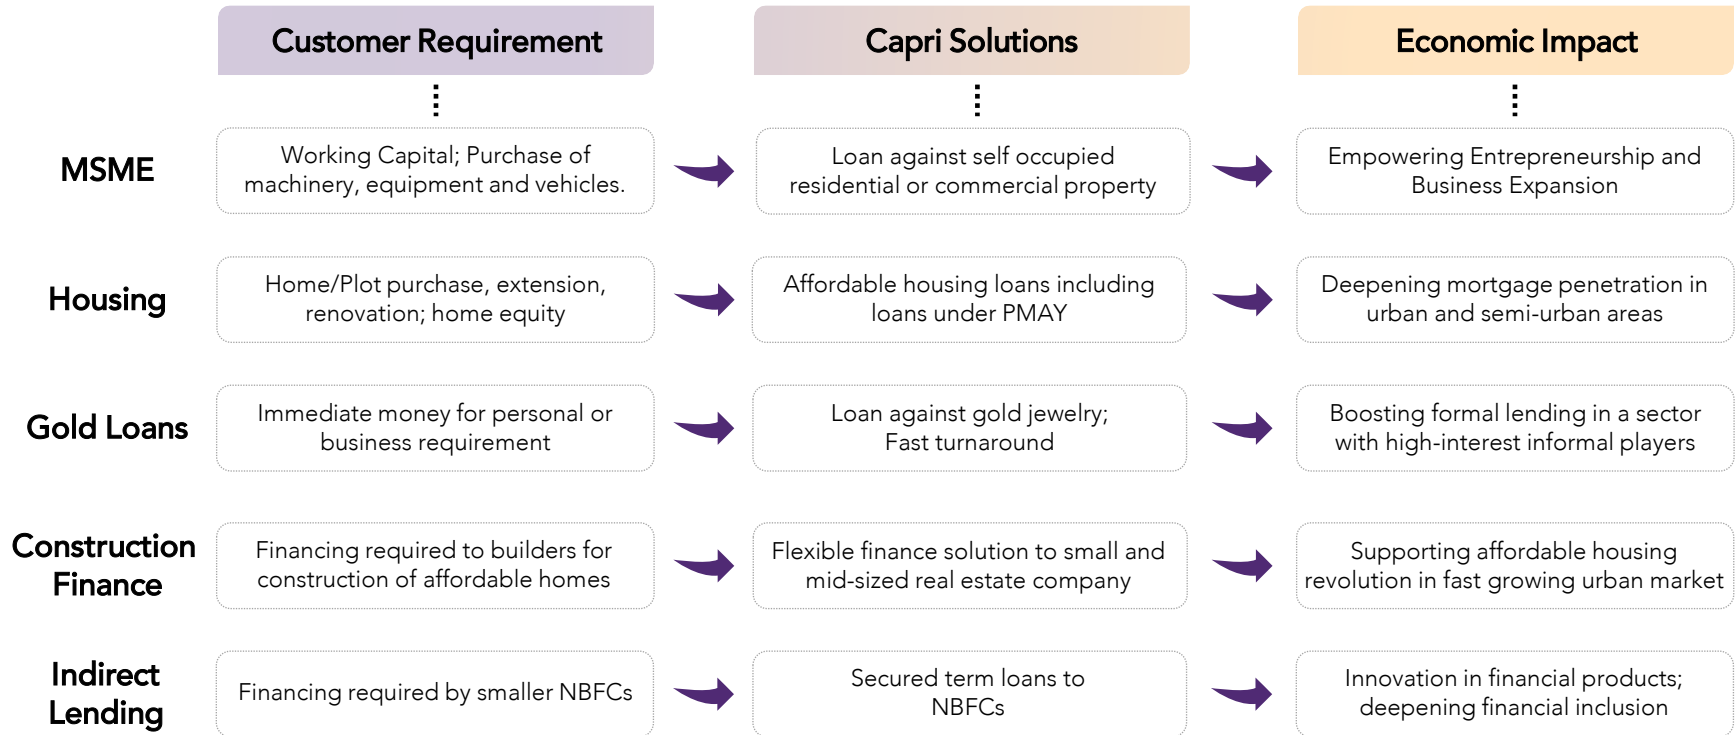 Customer Requirement
Capri Solutions
Economic Impact
MSME
Working Capital; Purchase of
machinery, equipment and vehicles.
Loan against self occupied
residential or commercial property
Empowering Entrepreneurship and
Business Expansion
Housing
Home/Plot purchase, extension,
renovation; home equity
Affordable housing loans including
loans under PMAY
Deepening mortgage penetration in
urban and semi-urban areas
Gold Loans
Immediate money for personal or
business requirement
Loan against gold jewelry;
Fast turnaround
Boosting formal lending in a sector
with high-interest informal players
Construction
Finance
Financing required to builders for
construction of affordable homes
Flexible finance solution to small and
mid-sized real estate company
Supporting affordable housing
revolution in fast growing urban market
Indirect
Lending
Financing required by smaller NBFCs
Secured term loans to
NBFCs
Innovation in financial products;
deepening financial inclusion